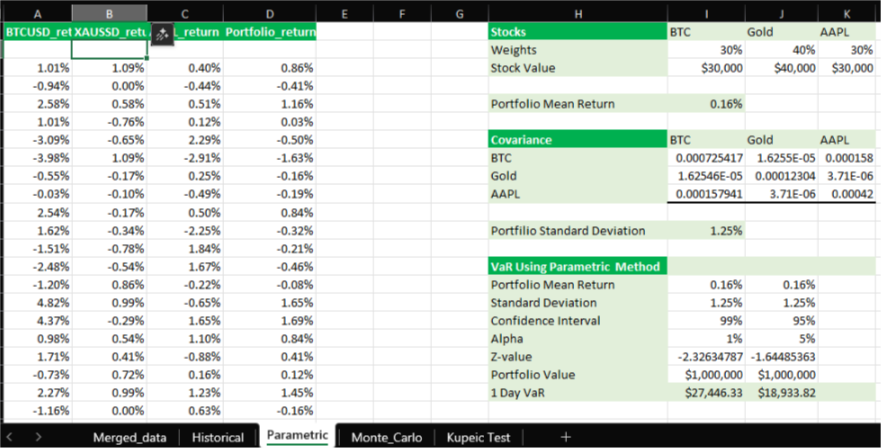 A B C D E F G H I J K
BTCUSD_ret XAUSSD_retu L_return Portfolio_return Stocks BTC Gold AAPL
Weights 30% 40% 30%
1.01% 1.09% 0.40% 0.86% Stock Value $30,000 $40,000 $30,000
-0.94% 0.00% -0.44% -0.41%
2.58% 0.58% 0.51% 1.16% Portfolio Mean Return 0.16%
1.01% -0.76% 0.12% 0.03%
-3.09% -0.65% 2.29% -0.50% Covariance BTC Gold AAPL
-3.98% 1.09% -2.91% -1.63% BTC 0.000725417 1.6255E-05 0.000158
-0.55% -0.17% 0.25% -0.16% Gold 1.62546E-05 0.00012304 3.71E-06
-0.03% -0.10% -0.49% -0.19% AAPL 0.000157941 3.71E-06 0.00042
2.54% -0.17% 0.50% 0.84%
1.62% -0.34% -2.25% -0.32% Portfilio Standard Deviation 1.25%
-1.51% -0.78% 1.84% -0.21%
-2.48% -0.54% 1.67% -0.46% VaR Using Parametric Method
-1.20% 0.86% -0.22% -0.08% Portfolio Mean Return 0.16% 0.16%
4.82% 0.99% -0.65% 1.65% Standard Deviation 1.25% 1.25%
4.37% -0.29% 1.65% 1.69% Confidence Interval 99% 95%
0.98% 0.54% 1.10% 0.84% Alpha 1% 5%
1.71% 0.41% -0.88% 0.41% Z-value -2.32634787 -1.64485363
-0.73% 0.72% 0.16% 0.12% Portfolio Value $1,000,000 $1,000,000
2.27% 0.99% 1.23% 1.45% 1 Day VaR $27,446.33 $18,933.82
-1.16% 0.00% 0.63% -0.16%
Merged_data Historical Parametric Monte_Carlo Kupeic Test +